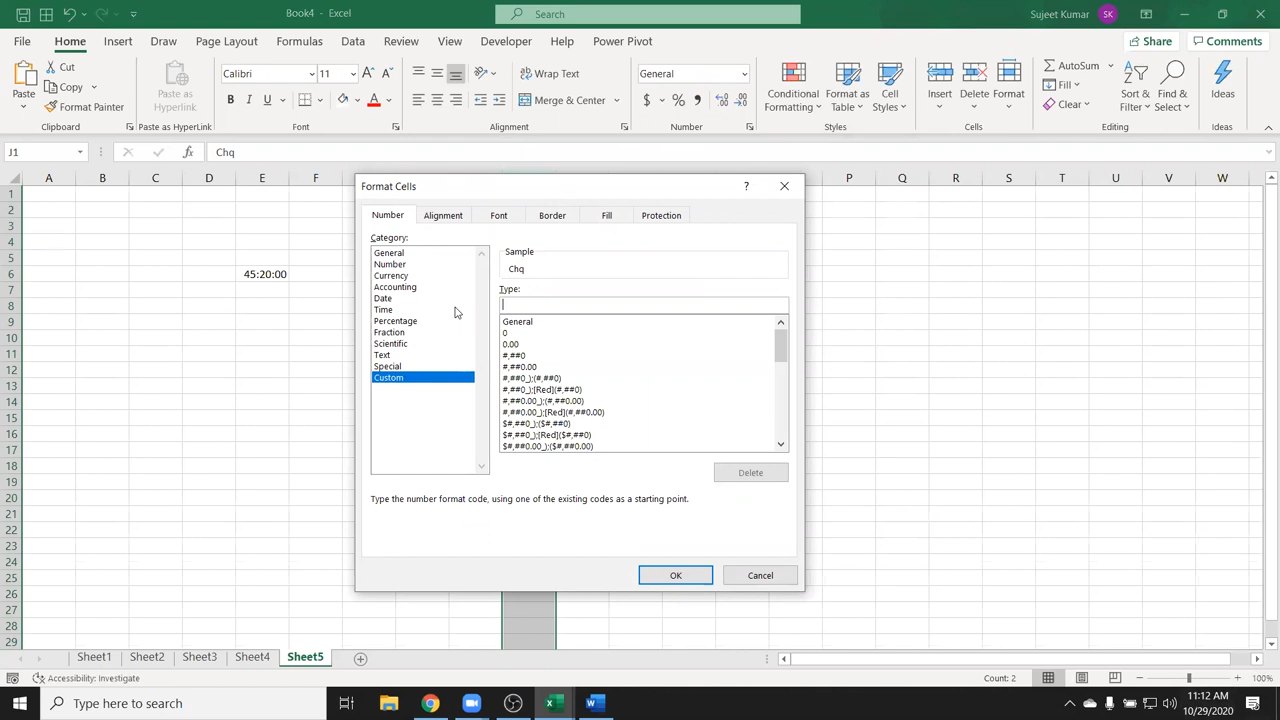 Book4 - Excel
Search
Sujeet Kumar
SK
File Home Insert Draw Page Layout Formulas Data Review View Developer Help Power Pivot
Share Comments
Paste
Cut
Copy
Format Painter
Clipboard
Paste as
Hyperlink
Paste as HyperLink
Calibri 11
B I U
Font
Wrap Text
Merge & Center
Alignment
General
$ % ,
Number
Conditional
Formatting
Format as
Table
Cell
Styles
Styles
Insert Delete Format
Cells
AutoSum
Fill
Clear
Sort &
Filter
Find &
Select
Editing
Ideas
Ideas
J1
fx
Chq
A B C D E F P Q R S T U V W
1
2
3
4
5
6 45:20:00
7
8
9
10
11
12
13
14
15
16
17
18
19
20
21
22
23
24
25
26
27
28
29
Format Cells
?
Number Alignment Font Border Fill Protection
Category:
General
Number
Currency
Accounting
Date
Time
Percentage
Fraction
Scientific
Text
Special
Custom
Sample
Chq
Type:
General
0
0.00
#,##0
#,##0.00
#,##0_);(#,##0)
#,##0_);[Red](#,##0)
#,##0.00_);(#,##0.00)
#,##0.00_);[Red](#,##0.00)
$#,##0_);($#,##0)
$#,##0_);[Red]($#,##0)
$#,##0.00_);($#,##0.00)
Delete
Type the number format code, using one of the existing codes as a starting point.
OK Cancel
Sheet1 Sheet2 Sheet3 Sheet4 Sheet5
Accessibility: Investigate
Count: 2
100%
Type here to search
11:12 AM
10/29/2020